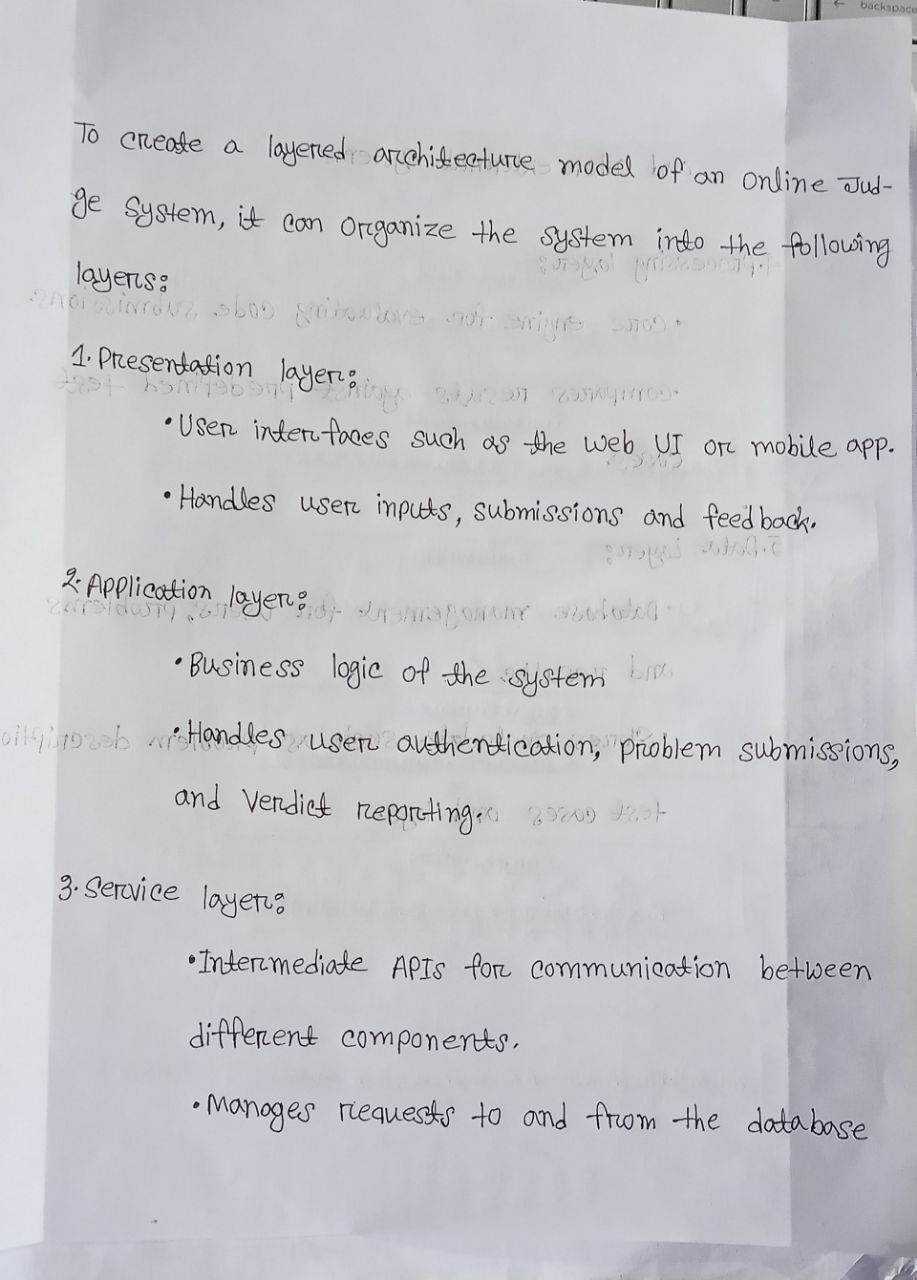 backspace
To create a layered architecture model of an online Jud-
ge system, it can organize the system into the following
layers:
1. Presentation layer:
• User interfaces such as the web UI or mobile app.
• Handles user inputs, submissions and feedback.
2. Application layer:
• Business logic of the system
• Handles user authentication, problem submissions,
and verdict reporting.
3. Service layer:
• Intermediate APIs for communication between
different components.
• Manages requests to and from the database